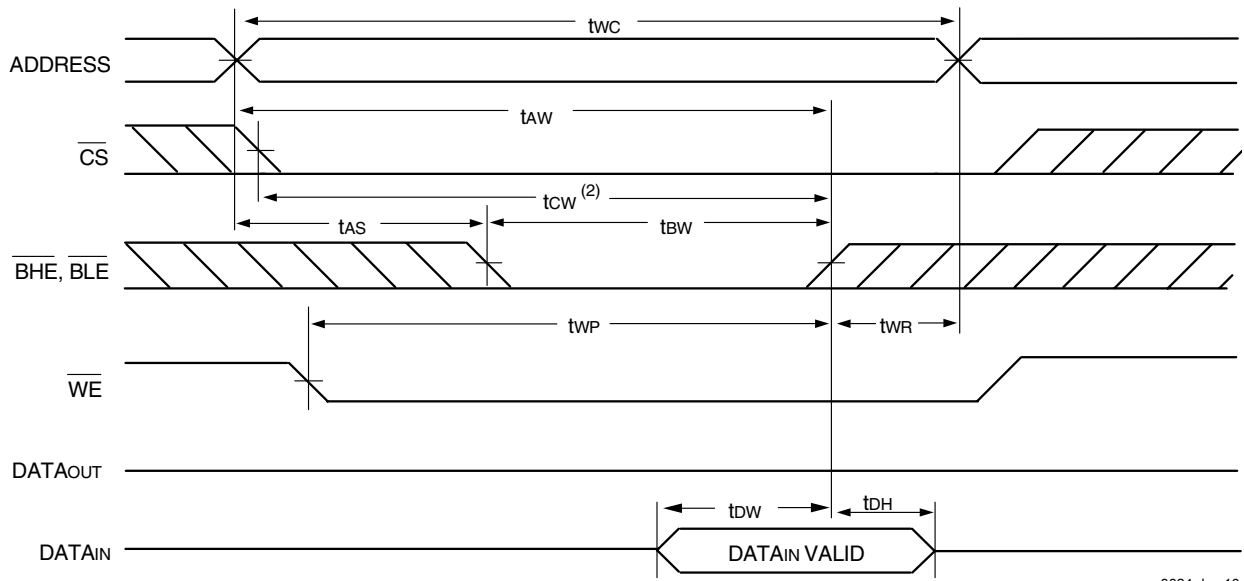 tWC
ADDRESS
tAW
CS
tCW (2)
tAS
tBW
BHE, BLE
tWP
tWR
WE
DATAOUT
tDW
tDH
DATAIN
DATAIN VALID